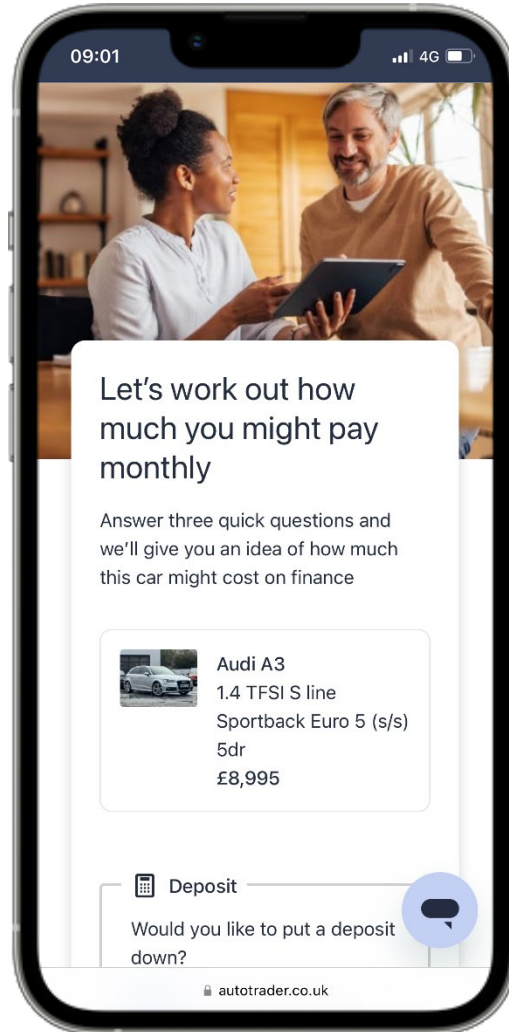 09:01
4G
Let's work out how
much you might pay
monthly
Answer three quick questions and
we'll give you an idea of how much
this car might cost on finance
Audi A3
1.4 TFSI S line
Sportback Euro 5 (s/s)
5dr
£8,995
Deposit
Would you like to put a deposit
down?
autotrader.co.uk